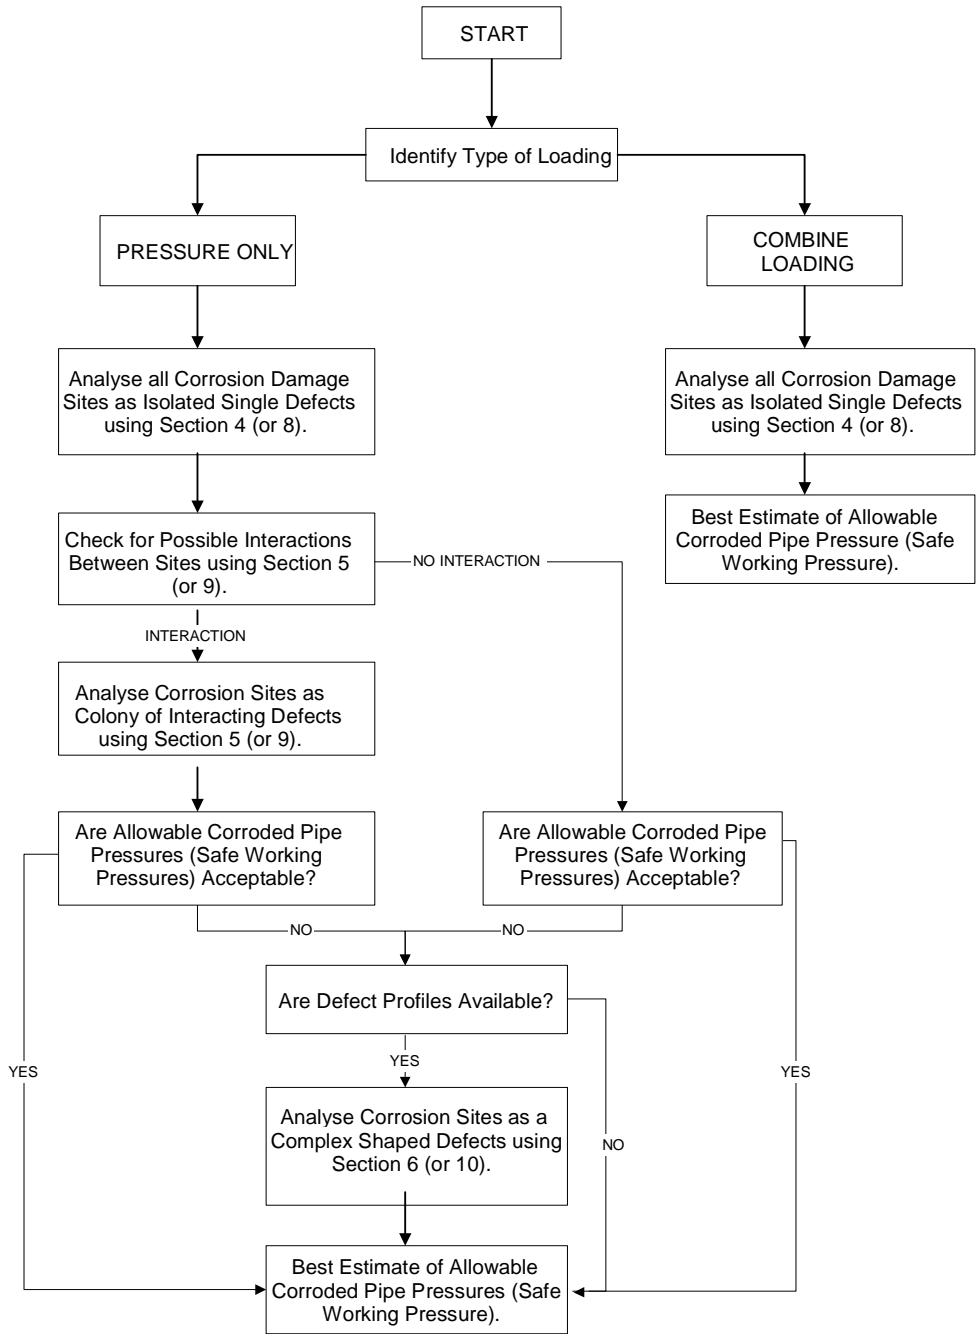 START
Identify Type of Loading
PRESSURE ONLY
COMBINE
LOADING
Analyse all Corrosion Damage
Sites as Isolated Single Defects
using Section 4 (or 8).
Analyse all Corrosion Damage
Sites as Isolated Single Defects
using Section 4 (or 8).
Best Estimate of Allowable
Corroded Pipe Pressure (Safe
Working Pressure).
Check for Possible Interactions
Between Sites using Section 5
(or 9).
NO INTERACTION
INTERACTION
Analyse Corrosion Sites as
Colony of Interacting Defects
using Section 5 (or 9).
Are Allowable Corroded Pipe
Pressures (Safe Working
Pressures) Acceptable?
Are Allowable Corroded Pipe
Pressures (Safe Working
Pressures) Acceptable?
NO
NO
Are Defect Profiles Available?
YES
YES
YES
Analyse Corrosion Sites as a
Complex Shaped Defects using
Section 6 (or 10).
NO
Best Estimate of Allowable
Corroded Pipe Pressures (Safe
Working Pressure).